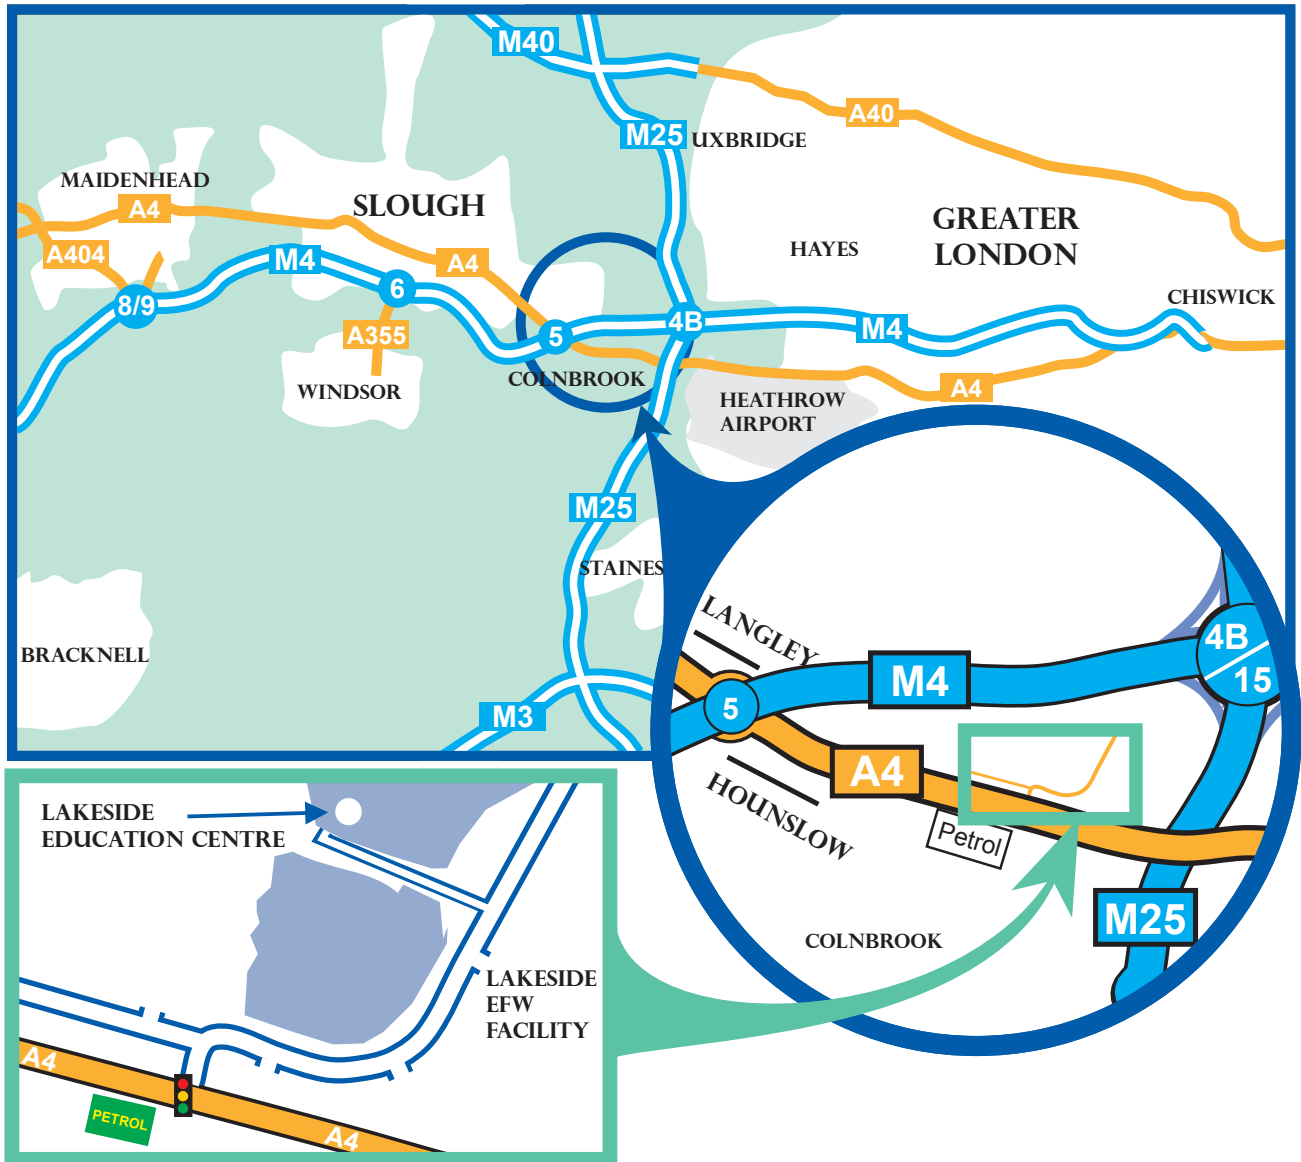 M40
A40
M25
UXBRIDGE
MAIDENHEAD
SLOUGH
A4
GREATER
LONDON
HAYES
A404
M4
A4
CHISWICK
8/9
6
A355
5
4B
M4
COLNBROOK
WINDSOR
A4
HEATHROW
AIRPORT
M25
STAINES
BRACKNELL
M3
LANGLEY
4B
15
M4
5
A4
HOUNSLOW
Petrol
M25
COLNBROOK
LAKESIDE
EDUCATION CENTRE
LAKESIDE
EFW
FACILITY
A4
PETROL
A4